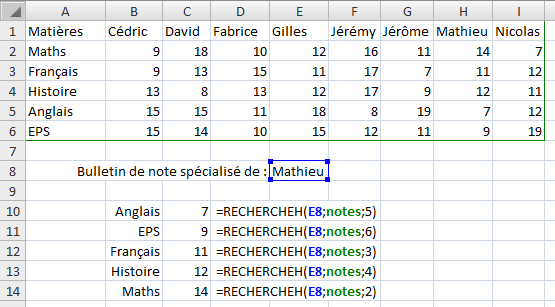 A B C D E F G H I
1 Matières Cédric David Fabrice Gilles Jérémy Jérôme Mathieu Nicolas
2 Maths 9 18 10 12 16 11 14 7
3 Français 9 13 15 11 17 7 11 12
4 Histoire 13 8 13 12 17 9 12 11
5 Anglais 15 15 11 18 8 19 7 12
6 EPS 15 14 10 15 12 11 9 19
7
8 Bulletin de note spécialisé de : Mathieu
9
10 Anglais 7 =RECHERCHEH(E8;notes;5)
11 EPS 9 =RECHERCHEH(E8;notes;6)
12 Français 11 =RECHERCHEH(E8;notes;3)
13 Histoire 12 =RECHERCHEH(E8;notes;4)
14 Maths 14 =RECHERCHEH(E8;notes;2)